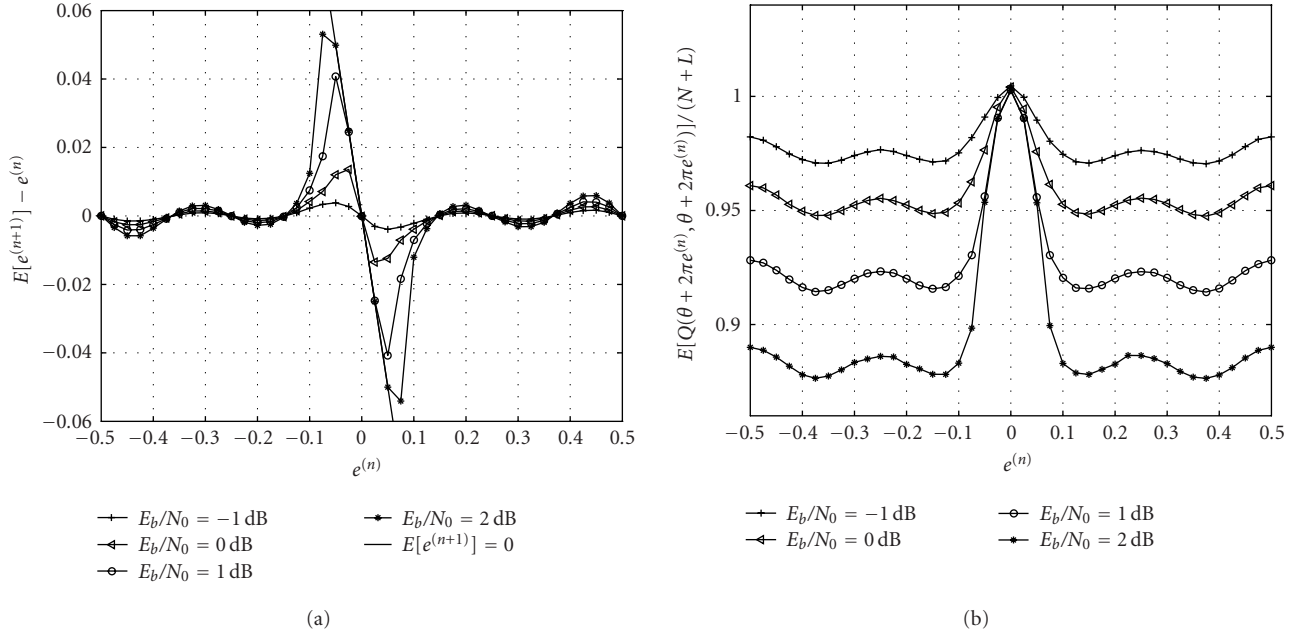 0.06
0.04
0.02
0
−0.02
−0.04
−0.06
E[e^(n+1)] − e^(n)
−0.5 −0.4 −0.3 −0.2 −0.1 0 0.1 0.2 0.3 0.4 0.5
e^(n)
E_b/N_0 = −1 dB
E_b/N_0 = 0 dB
E_b/N_0 = 1 dB
E_b/N_0 = 2 dB
E[e^(n+1)] = 0
(a)
1
0.95
0.9
E[Q(θ + 2πe^(n), θ + 2πe^(n))]/(N + L)
−0.5 −0.4 −0.3 −0.2 −0.1 0 0.1 0.2 0.3 0.4 0.5
e^(n)
E_b/N_0 = −1 dB
E_b/N_0 = 0 dB
E_b/N_0 = 1 dB
E_b/N_0 = 2 dB
(b)